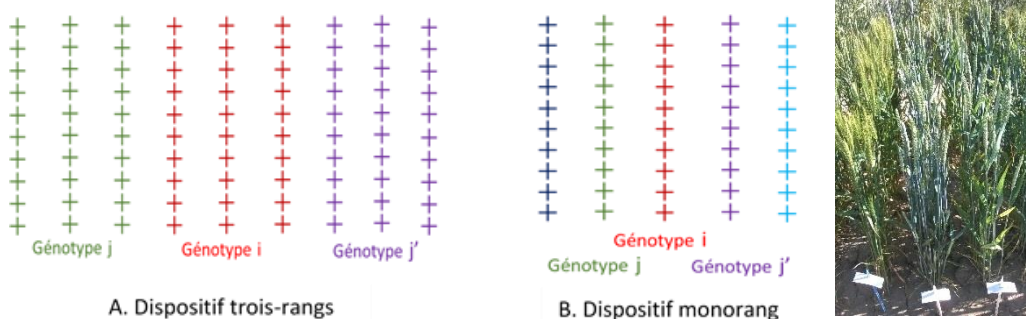 Génotype j
Génotype i
Génotype j’
A. Dispositif trois-rangs
Génotype i
Génotype j
Génotype j’
B. Dispositif monorang